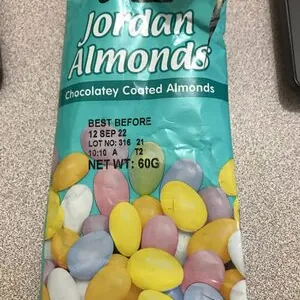 Jordan
Almonds
Chocolatey Coated Almonds
BEST BEFORE
12 SEP 22
LOT NO: 316 21
10:10 A T2
NET WT: 60G